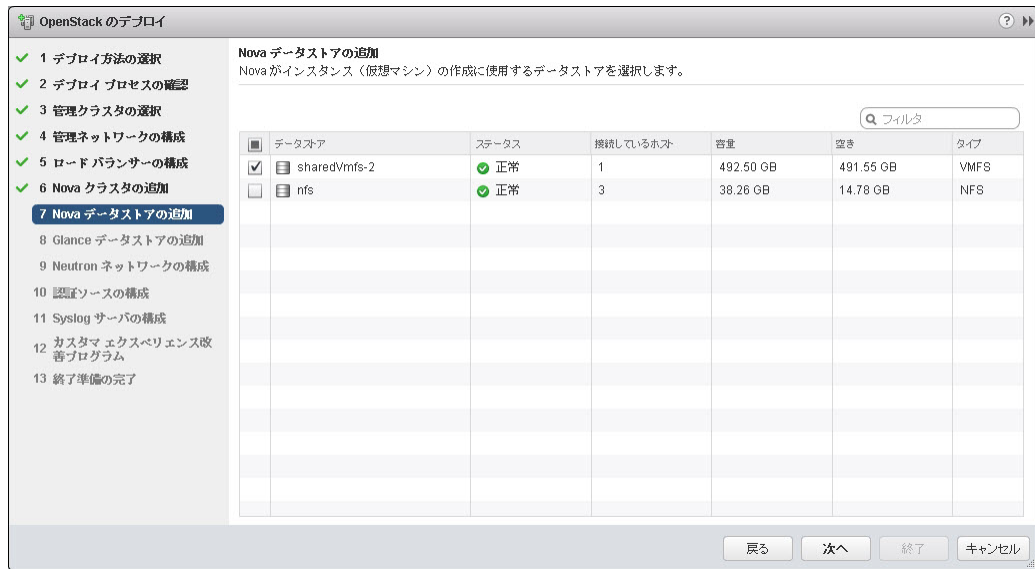 OpenStack のデプロイ
1 デプロイ方法の選択
2 デプロイ プロセスの確認
3 管理クラスタの選択
4 管理ネットワークの構成
5 ロード バランサーの構成
6 Nova クラスタの追加
7 Nova データストアの追加
8 Glance データストアの追加
9 Neutron ネットワークの構成
10 認証ソースの構成
11 Syslog サーバの構成
12 カスタマ エクスペリエンス改
善プログラム
13 終了準備の完了
Nova データストアの追加
Nova がインスタンス（仮想マシン）の作成に使用するデータストアを選択します。
フィルタ
データストア ステータス 接続しているホスト 容量 空き タイプ
sharedVmfs-2 正常 1 492.50 GB 491.55 GB VMFS
nfs 正常 3 38.26 GB 14.78 GB NFS
戻る 次へ 終了 キャンセル